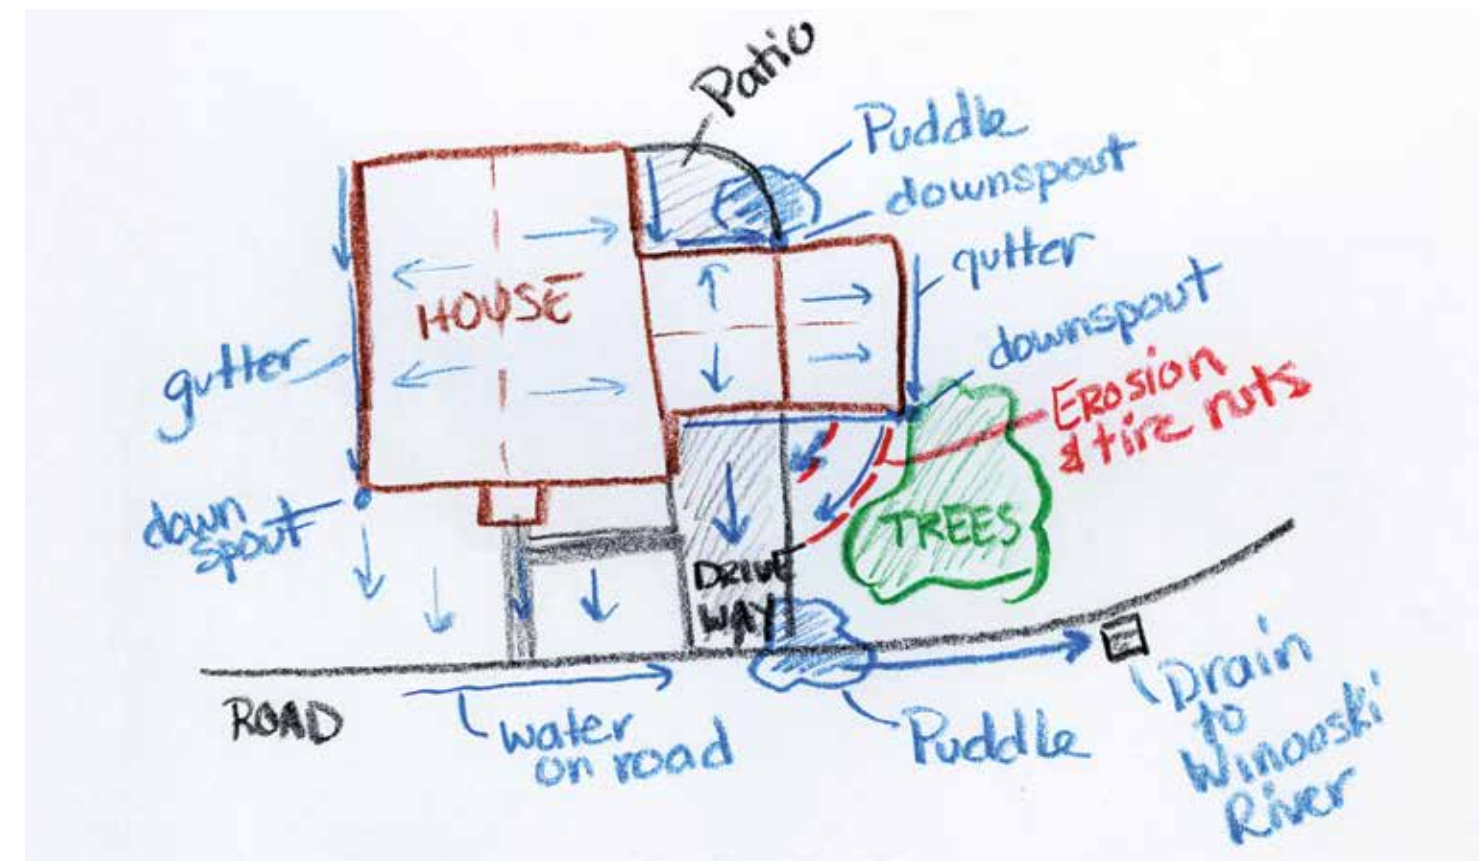 Patio
Puddle
downspout
gutter
HOUSE
downspout
gutter
Erosion
& tire ruts
down
spout
TREES
DRIVE
WAY
ROAD
water
on road
Puddle
Drain
to
Winooski
River